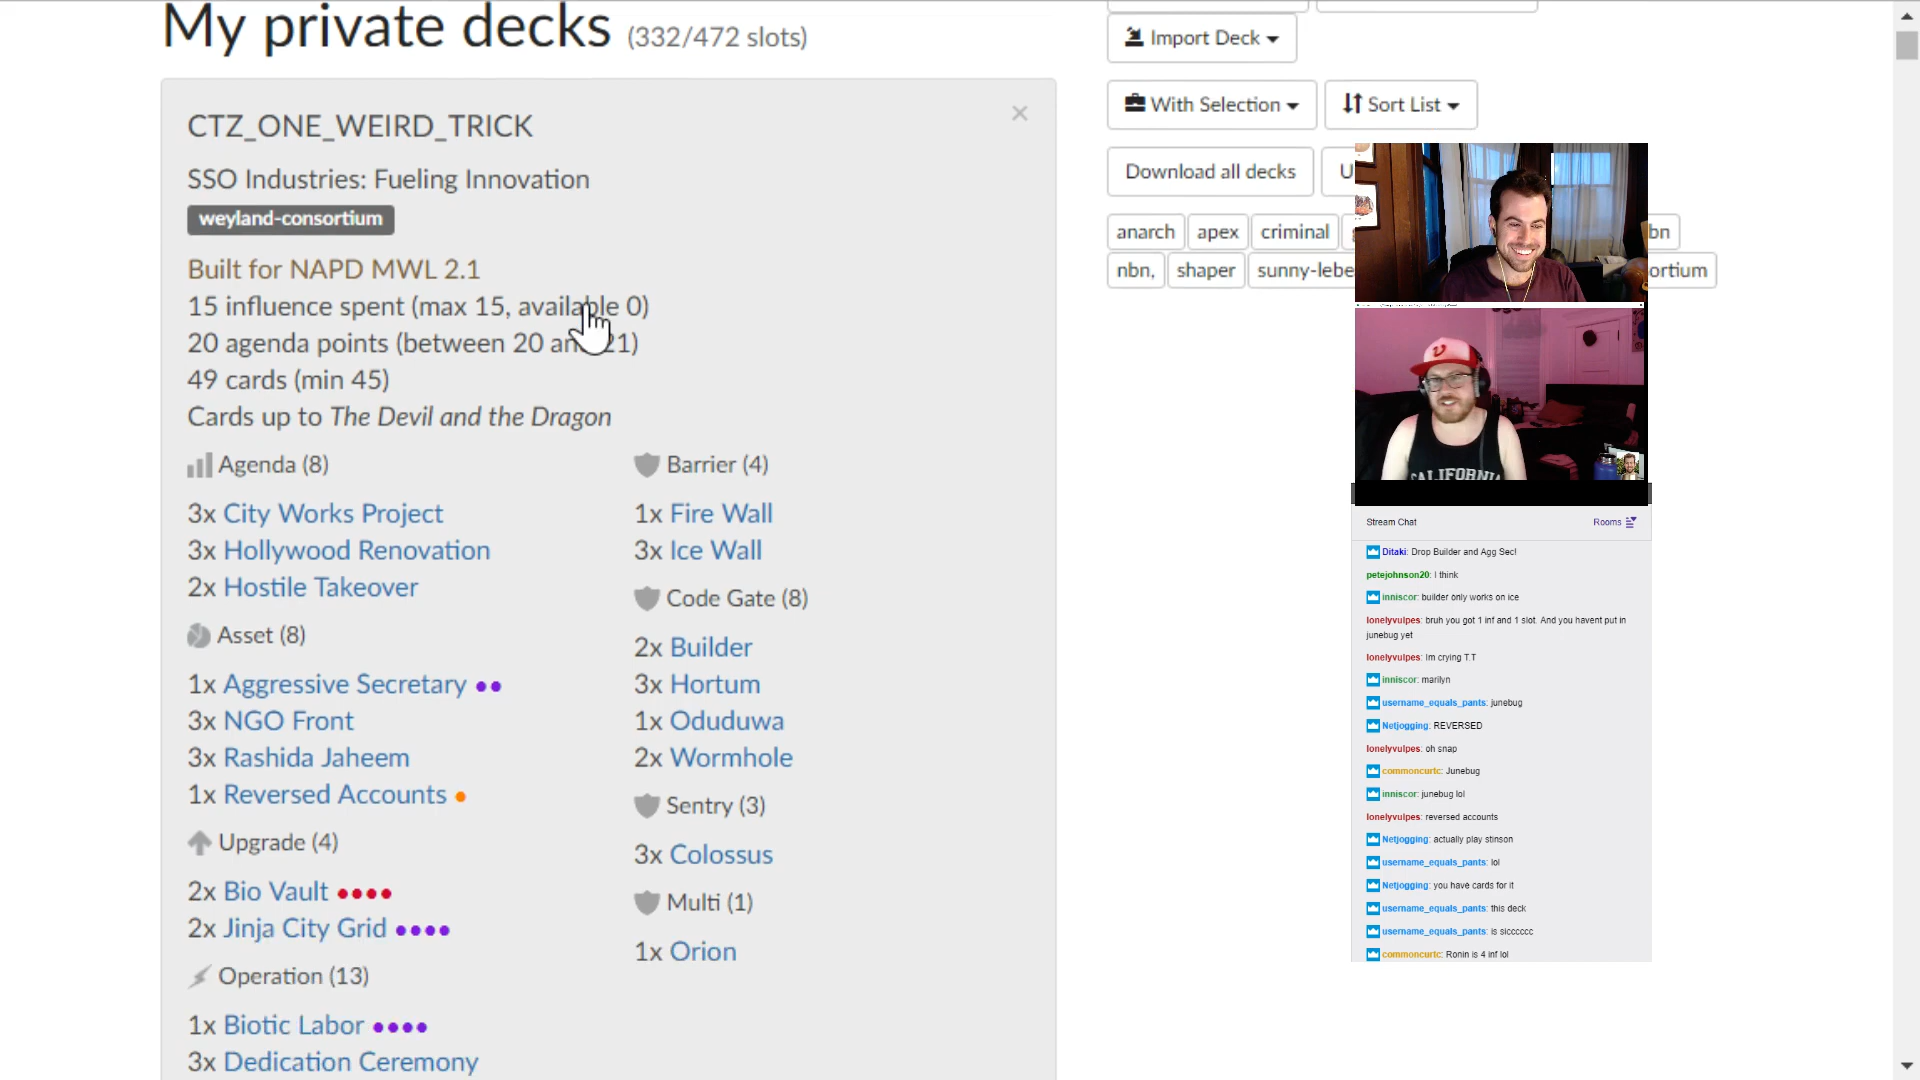 My private decks (332/472 slots)
CTZ_ONE_WEIRD_TRICK
×
SSO Industries: Fueling Innovation
weyland-consortium
Built for NAPD MWL 2.1
15 influence spent (max 15, available 0)
20 agenda points (between 20 an 21)
49 cards (min 45)
Cards up to The Devil and the Dragon
Agenda (8)
3x City Works Project
3x Hollywood Renovation
2x Hostile Takeover
Asset (8)
1x Aggressive Secretary ●●
3x NGO Front
3x Rashida Jaheem
1x Reversed Accounts ●
Upgrade (4)
2x Bio Vault ●●●●
2x Jinja City Grid ●●●●
Operation (13)
1x Biotic Labor ●●●●
3x Dedication Ceremony
Barrier (4)
1x Fire Wall
3x Ice Wall
Code Gate (8)
2x Builder
3x Hortum
1x Oduduwa
2x Wormhole
Sentry (3)
3x Colossus
Multi (1)
1x Orion
Import Deck
With Selection
Sort List
Download all decks
U
anarch apex criminal bn
nbn, shaper sunny-lebe ortium
CALIFORNIA
Stream Chat Rooms
Ditaki: Drop Builder and Agg Sec!
petejohnson20: I think
inniscor: builder only works on ice
lonelyvulpes: bruh you got 1 inf and 1 slot. And you havent put in
junebug yet
lonelyvulpes: Im crying T.T
inniscor: marilyn
username_equals_pants: junebug
Netjogging: REVERSED
lonelyvulpes: oh snap
commoncurtc: Junebug
inniscor: junebug lol
lonelyvulpes: reversed accounts
Netjogging: actually play stinson
username_equals_pants: lol
Netjogging: you have cards for it
username_equals_pants: this deck
username_equals_pants: is sicccccc
commoncurtc: Ronin is 4 inf lol